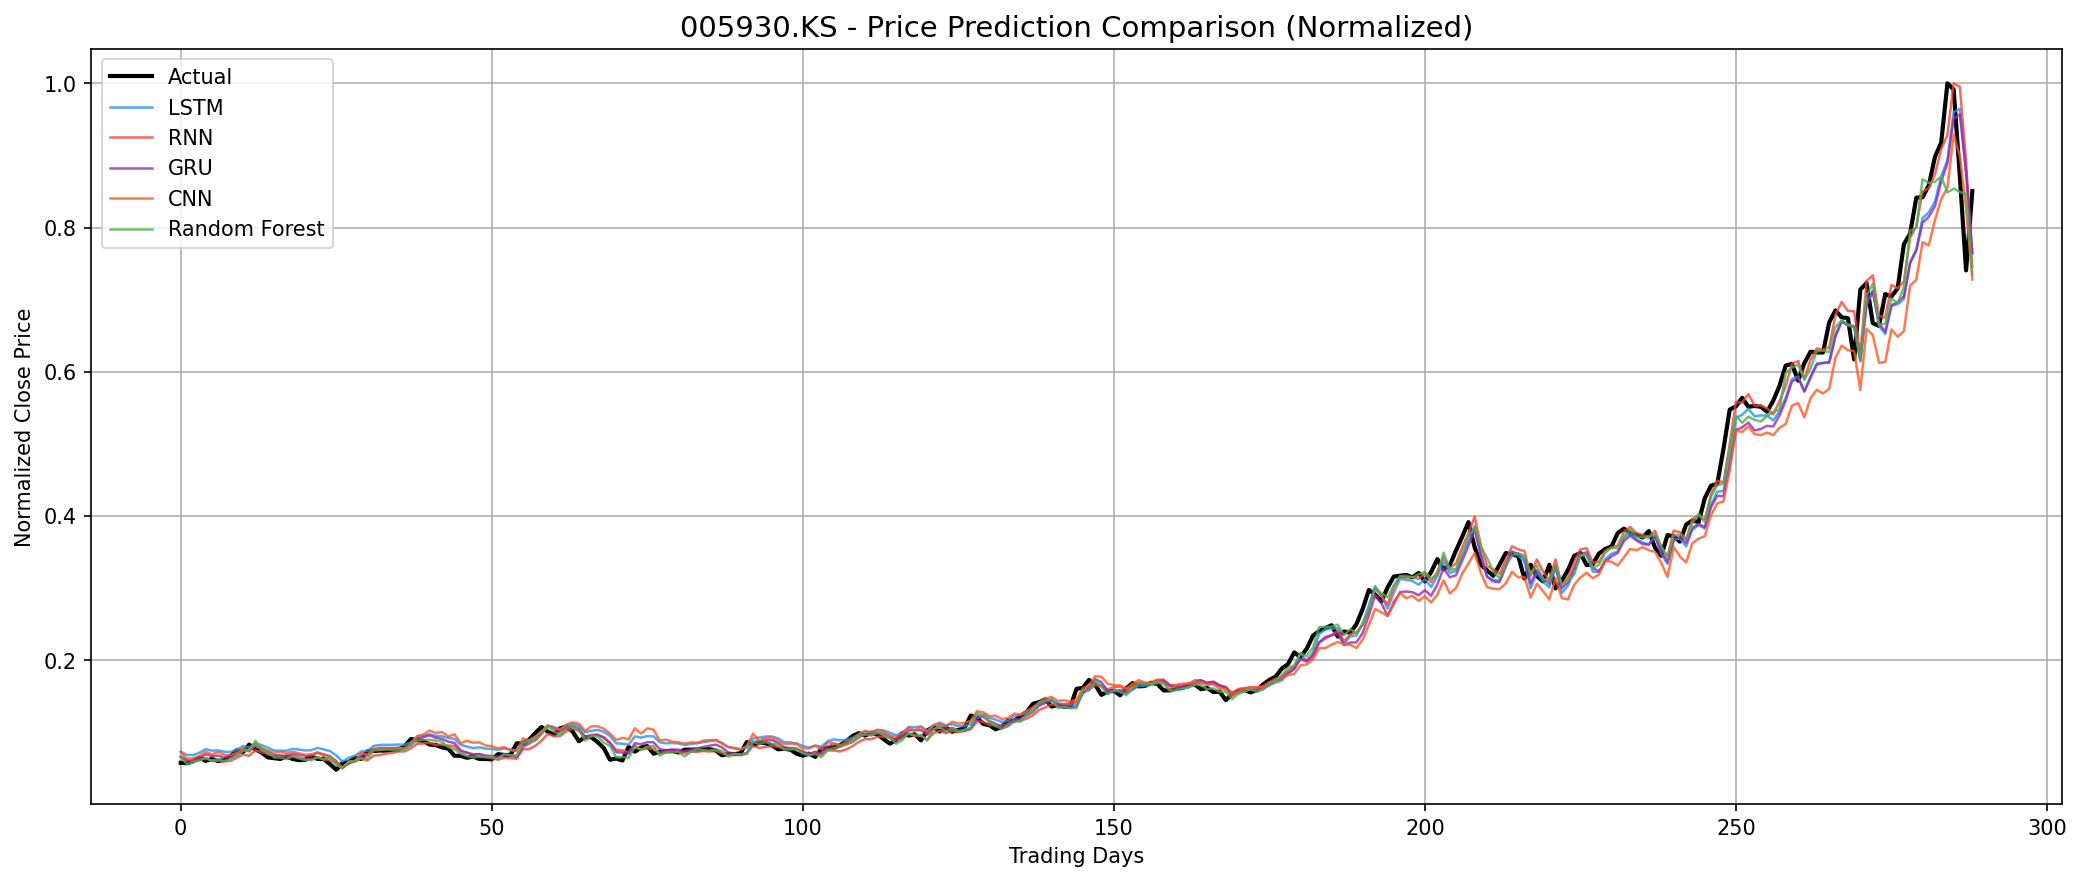 005930.KS - Price Prediction Comparison (Normalized)
Actual
LSTM
RNN
GRU
CNN
Random Forest
Normalized Close Price
1.0
0.8
0.6
0.4
0.2
0
50
100
150
200
250
300
Trading Days